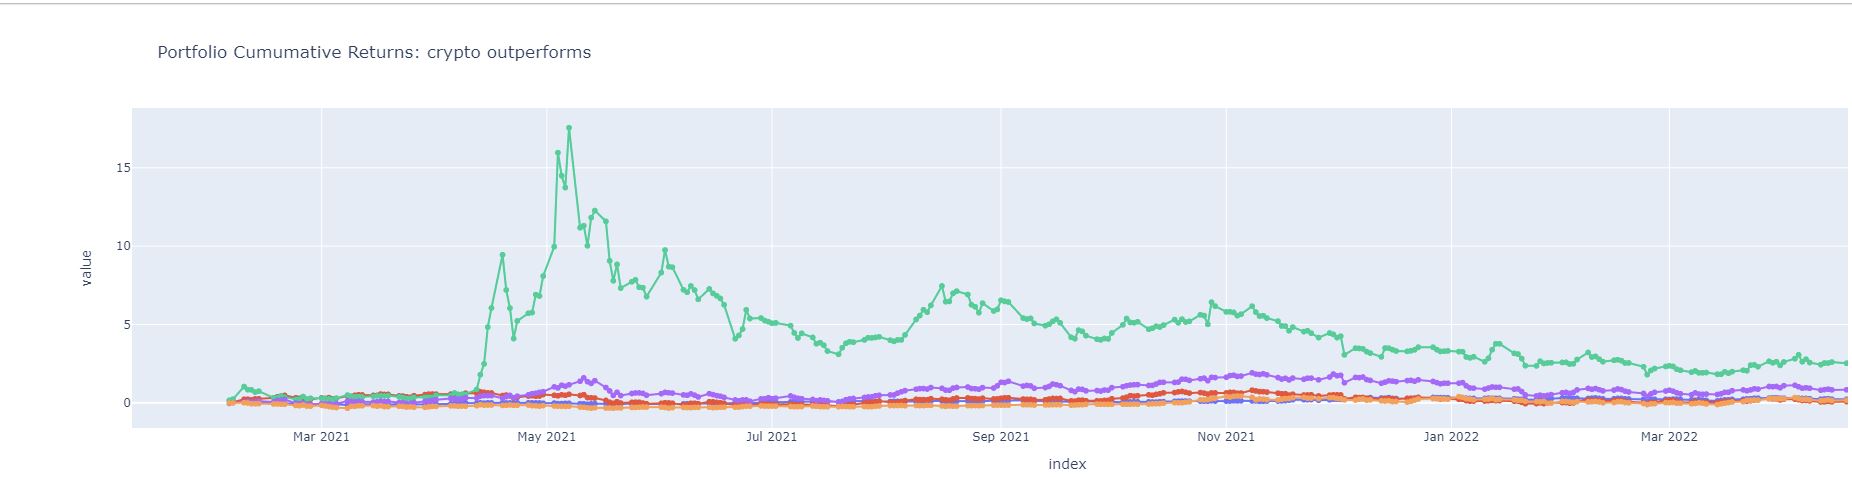 Portfolio Cumumative Returns: crypto outperforms
value
15
10
5
0
Mar 2021
May 2021
Jul 2021
Sep 2021
Nov 2021
Jan 2022
Mar 2022
index